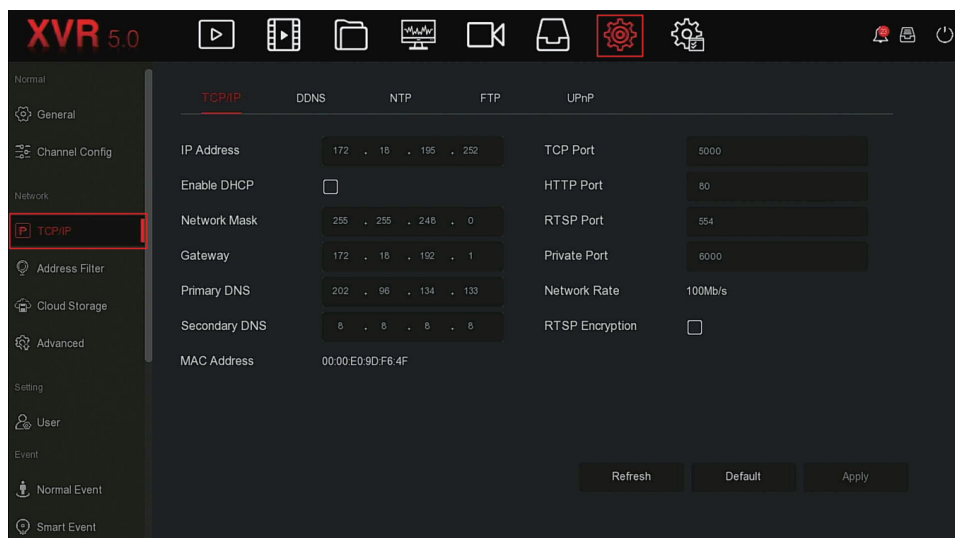 XVR 5.0
Normal
General
Channel Config
Network
P TCP/IP
Address Filter
Cloud Storage
Advanced
Setting
User
Event
Normal Event
Smart Event
TCP/IP DDNS NTP FTP UPnP
IP Address 172 . 18 . 195 . 252 TCP Port 5000
Enable DHCP HTTP Port 80
Network Mask 255 . 255 . 248 . 0 RTSP Port 554
Gateway 172 . 18 . 192 . 1 Private Port 6000
Primary DNS 202 . 96 . 134 . 133 Network Rate 100Mb/s
Secondary DNS 8 . 8 . 8 . 8 RTSP Encryption
MAC Address 00:00:E0:9D:F6:4F
Refresh Default Apply